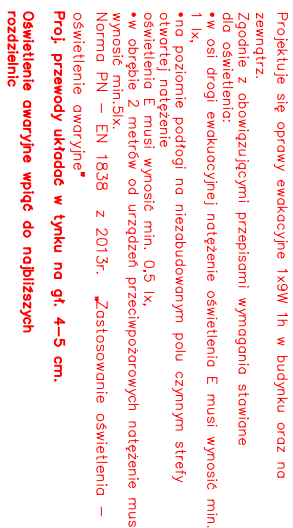 Projektuje się oprawy ewakacyjne 1x9W 1h w budynku oraz na
zewnątrz.
Zgodnie z obowiązującymi przepisami wymagania stawiane
dla oświetlenia:
•w osi drogi ewakuacyjnej natężenie oświetlenia E musi wynosić min.
1 lx,
•na poziomie podłogi na niezabudowanym polu czynnym strefy
otwartej natężenie
oświetlenia E musi wynosić min. 0,5 lx,
•w obrębie 2 metrów od urządzeń przeciwpożarowych natężenie mus
wynosić min.5lx.
Norma PN – EN 1838 z 2013r. „Zastosowanie oświetlenia –
oświetlenie awaryjne"
Proj. przewody układać w tynku na gł. 4–5 cm.
Oświetlenie awaryjne wpiąć do najbliższych
rozdzielnic